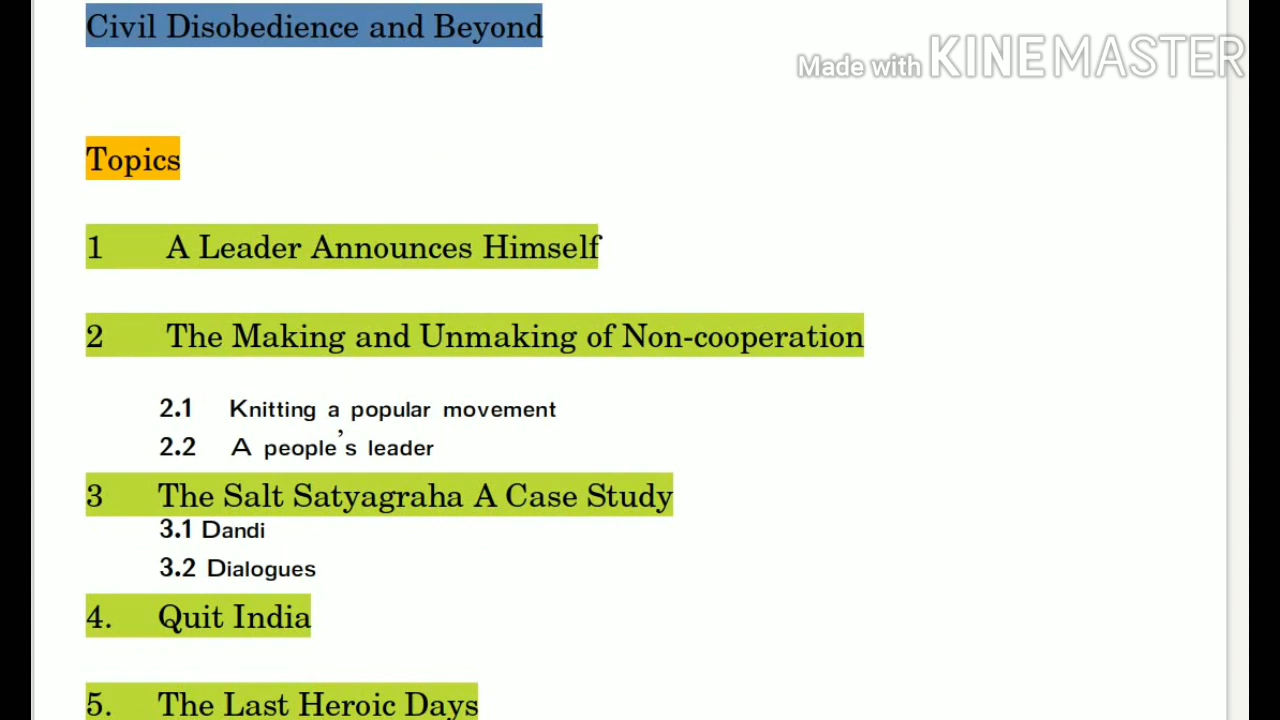 Civil Disobedience and Beyond
Made with KINEMASTER
Topics
1 A Leader Announces Himself
2 The Making and Unmaking of Non-cooperation
2.1 Knitting a popular movement
2.2 A people's leader
3 The Salt Satyagraha A Case Study
3.1 Dandi
3.2 Dialogues
4. Quit India
5. The Last Heroic Days